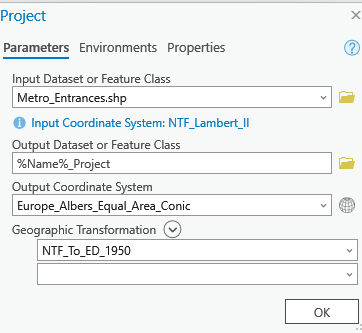 Project
Parameters Environments Properties
Input Dataset or Feature Class
Metro_Entrances.shp
Input Coordinate System: NTF_Lambert_II
Output Dataset or Feature Class
%Name%_Project
Output Coordinate System
Europe_Albers_Equal_Area_Conic
Geographic Transformation
NTF_To_ED_1950
OK